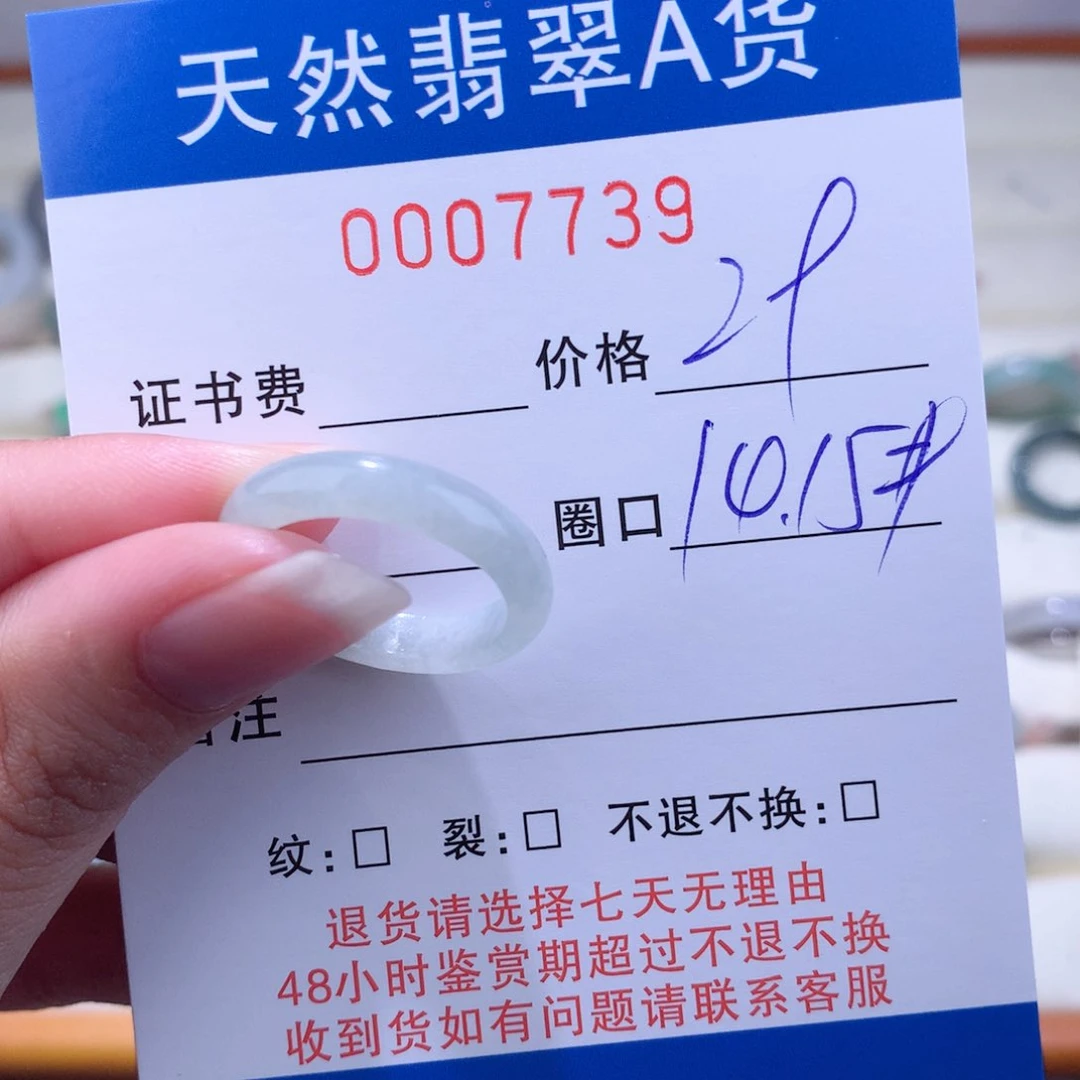 天然翡翠A货
0007739
证书费 价格
圈口 14.15#
注
纹:□ 裂:□ 不退不换:□
退货请选择七天无理由
48小时鉴赏期超过不退不换
收到货如有问题请联系客服